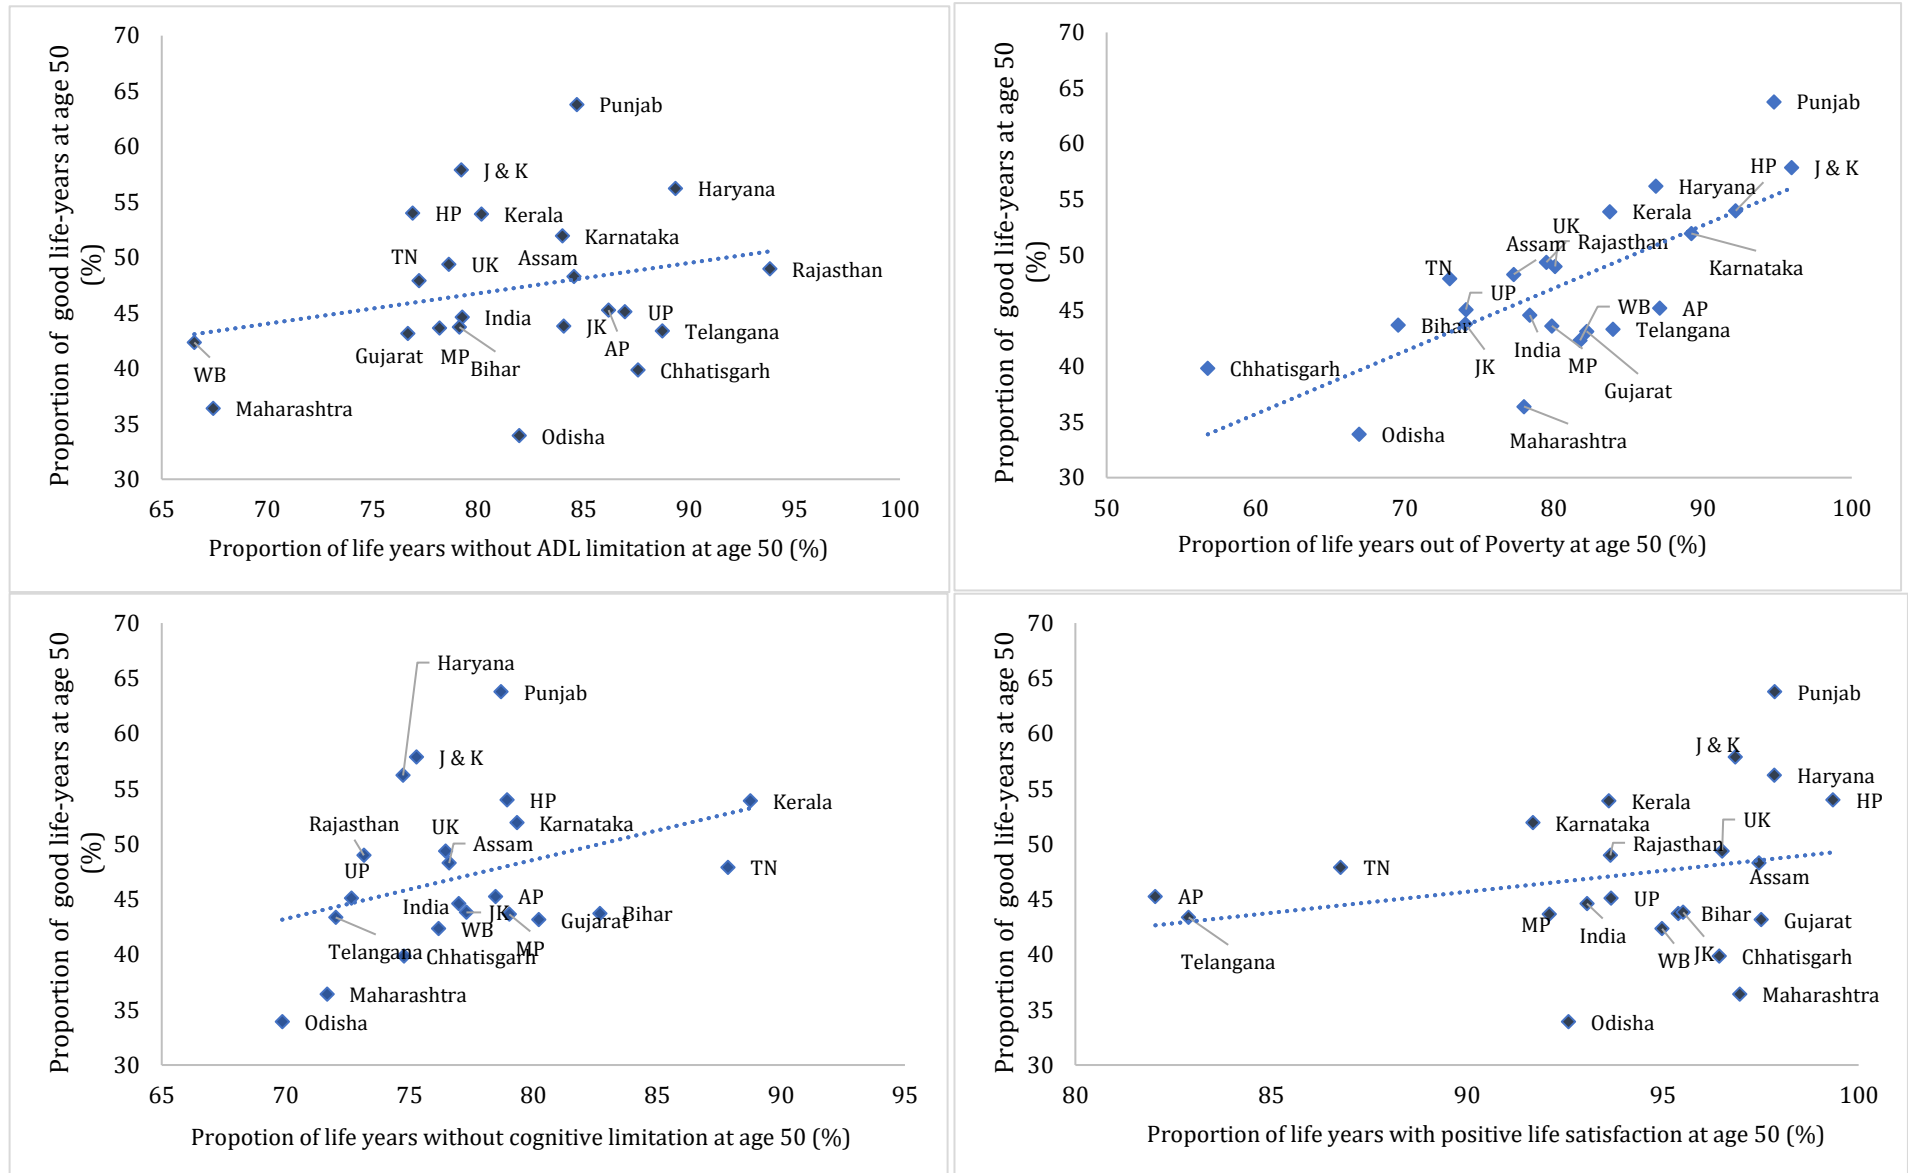 Proportion of good life-years at age 50
(%)
70
65
60
55
50
45
40
35
30
Punjab
J & K
Haryana
HP
Kerala
Karnataka
TN
UK
Assam
Rajasthan
India
JK
UP
Telangana
Gujarat
MP
Bihar
AP
WB
Chhatisgarh
Maharashtra
Odisha
65
70
75
80
85
90
95
100
Proportion of life years without ADL limitation at age 50 (%)
Proportion of good life-years at age 50
(%)
70
65
60
55
50
45
40
35
30
Punjab
HP
J & K
Haryana
Kerala
UK
Assam
Rajasthan
Karnataka
TN
UP
WB
AP
Bihar
Telangana
India
JK
MP
Chhatisgarh
Gujarat
Odisha
Maharashtra
50
60
70
80
90
100
Proportion of life years out of Poverty at age 50 (%)
Proportion of good life-years at age 50
(%)
70
65
60
55
50
45
40
35
30
Haryana
Punjab
J & K
HP
Kerala
Rajasthan
UK
Karnataka
Assam
UP
TN
AP
India
JK
Gujarat
Bihar
WB
MP
Telangana
Chhatisgarh
Maharashtra
Odisha
65
70
75
80
85
90
95
Propotion of life years without cognitive limitation at age 50 (%)
Proportion of good life-years at age 50
(%)
70
65
60
55
50
45
40
35
30
Punjab
J & K
Haryana
Kerala
HP
Karnataka
UK
Rajasthan
TN
Assam
AP
UP
MP
India
Bihar
Gujarat
Telangana
WB
JK
Chhatisgarh
Maharashtra
Odisha
80
85
90
95
100
Proportion of life years with positive life satisfaction at age 50 (%)